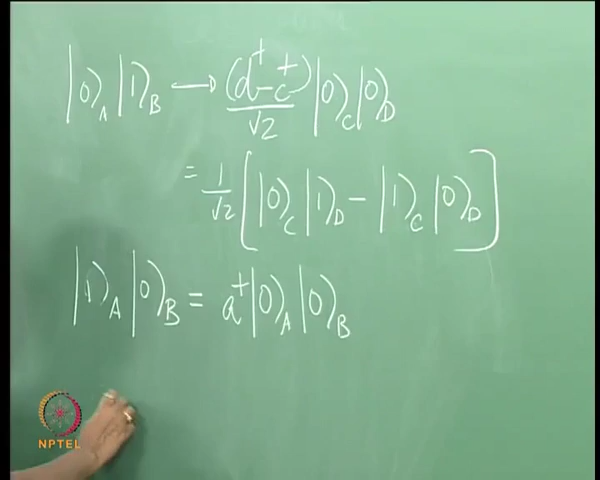 |0⟩_A |1⟩_B → (d† - c†)/√2 |0⟩_C |0⟩_D
= 1/√2 [ |0⟩_C |1⟩_D - |1⟩_C |0⟩_D ]
|1⟩_A |0⟩_B = a† |0⟩_A |0⟩_B
NPTEL